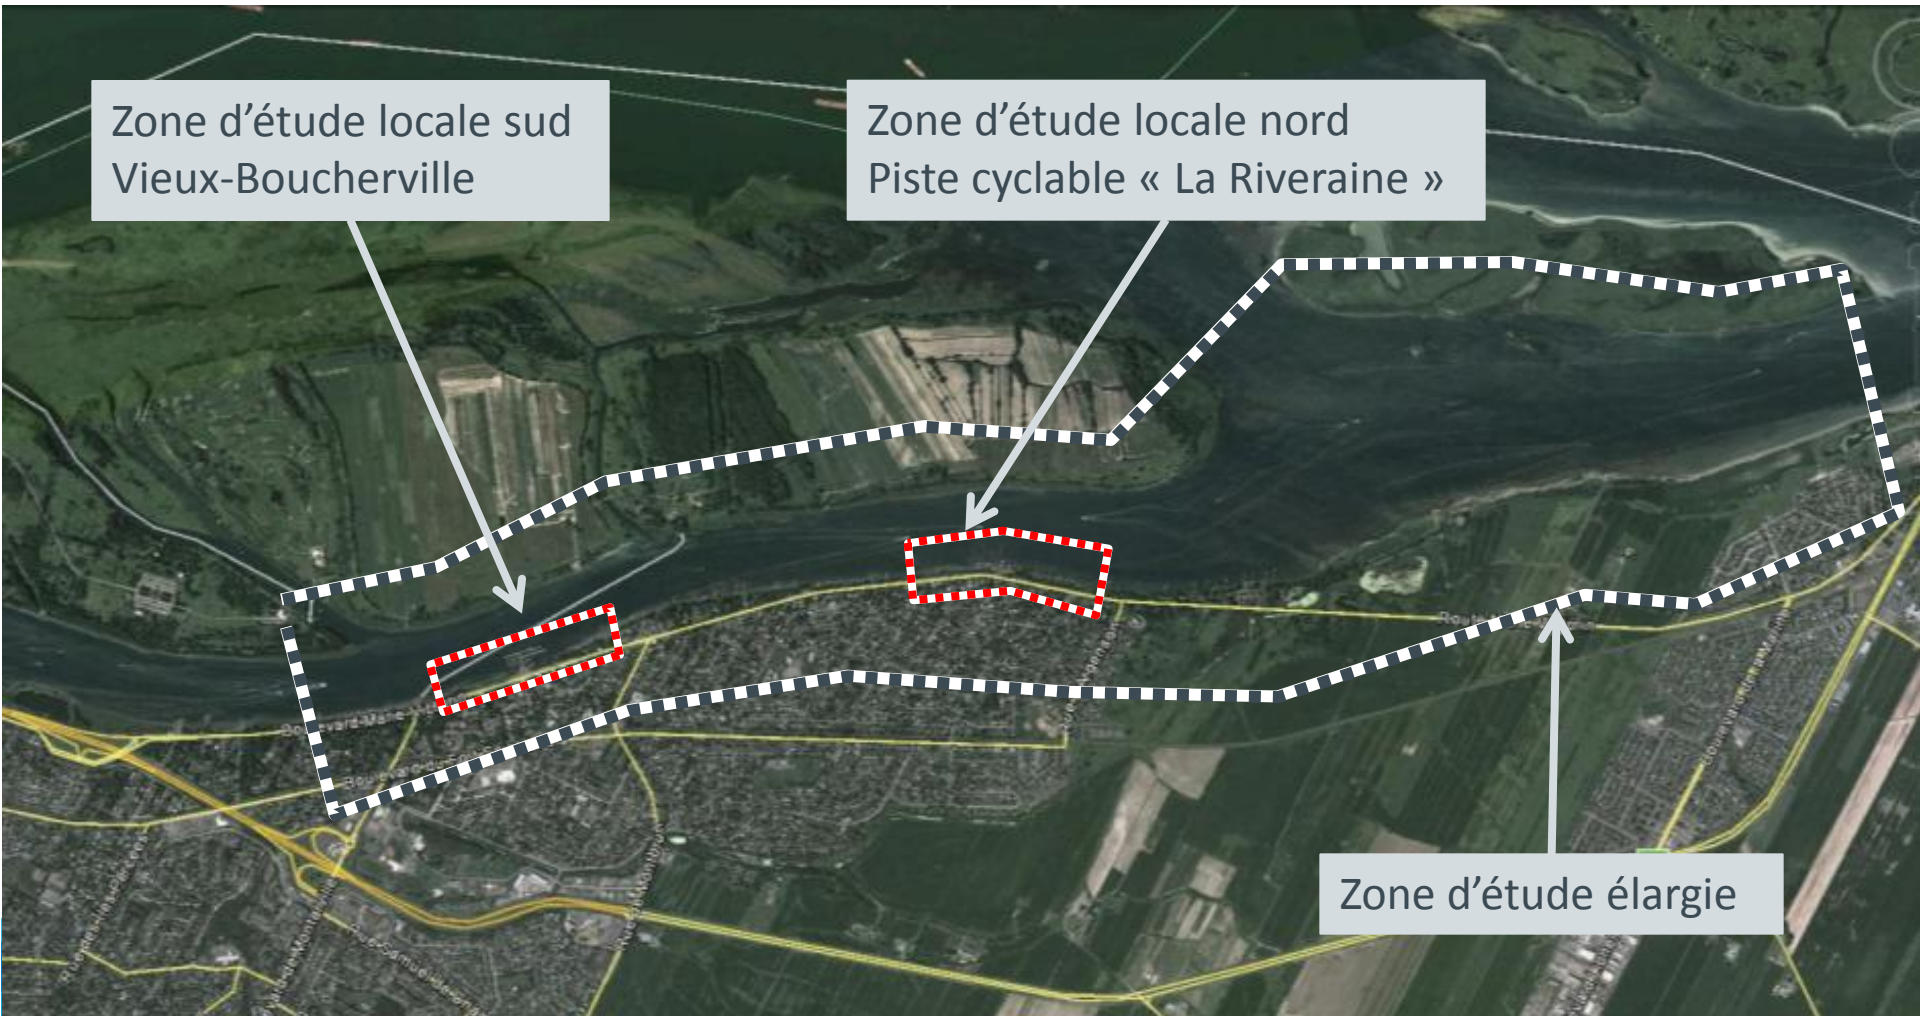 Zone d'étude locale sud
Vieux-Boucherville
Zone d'étude locale nord
Piste cyclable « La Riveraine »
Zone d'étude élargie